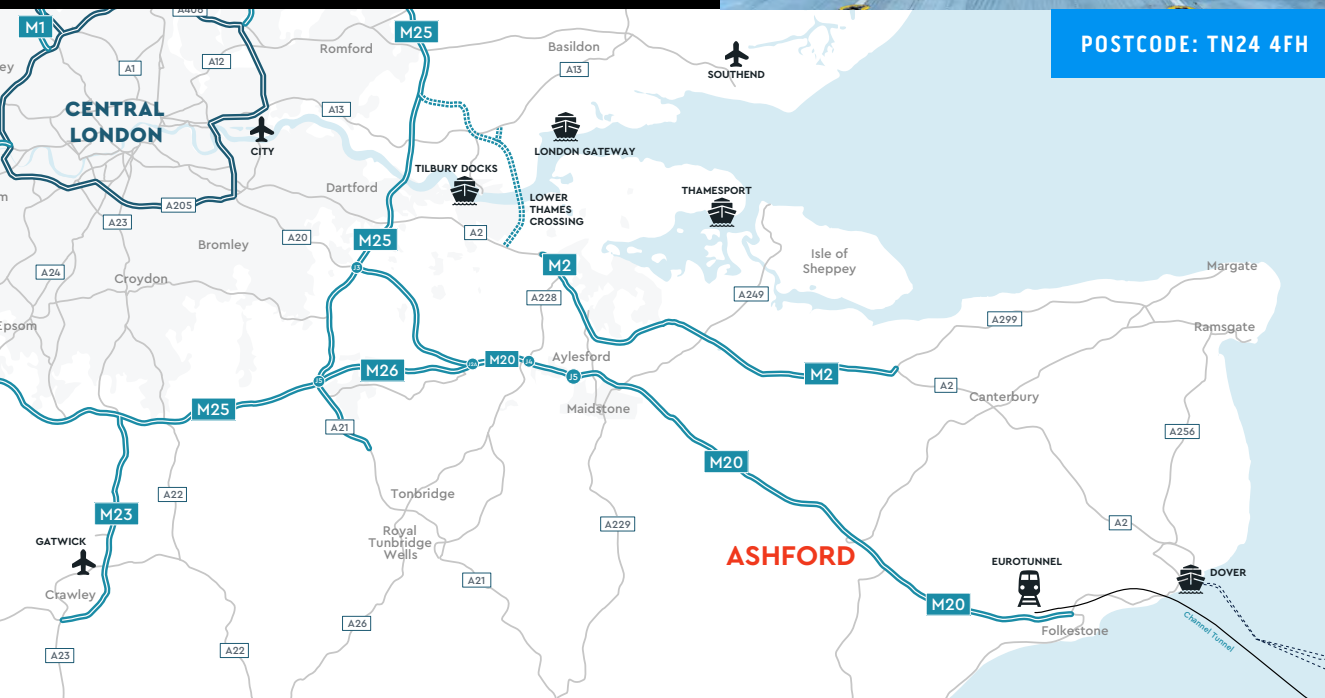 A406
M1
M25
POSTCODE: TN24 4FH
Romford
Basildon
A12
A1
A13
SOUTHEND
CENTRAL
LONDON
A13
CITY
LONDON GATEWAY
TILBURY DOCKS
Dartford
THAMESPORT
LOWER
THAMES
CROSSING
A205
A23
A20
M25
A2
Bromley
Isle of
Sheppey
J3
M2
Margate
A24
Croydon
A228
A249
A299
Epsom
Ramsgate
M20
Aylesford
M26
J5
J5
M2
A2
Canterbury
M25
Maidstone
A21
A256
M20
Tonbridge
A22
M23
A229
A2
Royal
Tunbridge
Wells
GATWICK
ASHFORD
EUROTUNNEL
DOVER
A21
Crawley
M20
A26
Folkestone
Channel Tunnel
A23
A22